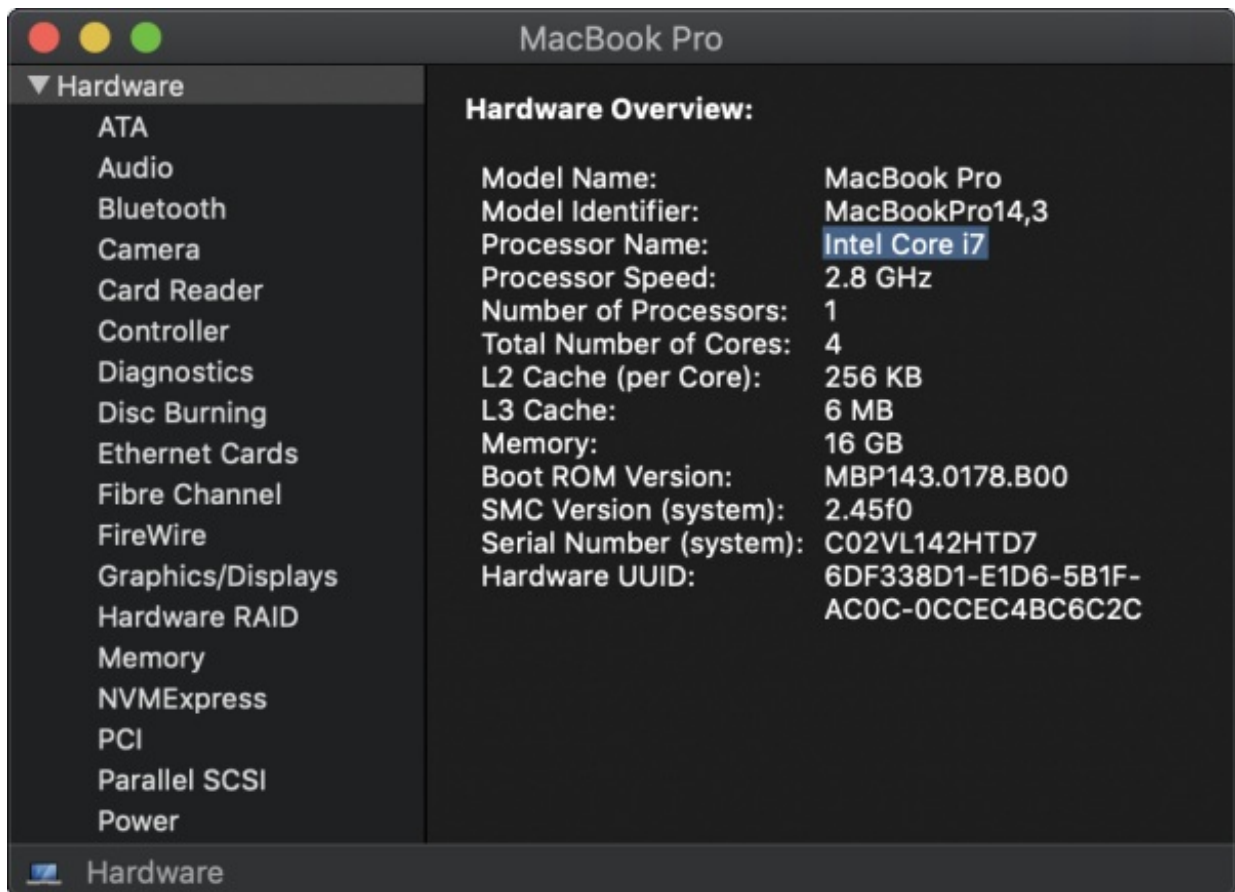 MacBook Pro
Hardware
ATA
Audio
Bluetooth
Camera
Card Reader
Controller
Diagnostics
Disc Burning
Ethernet Cards
Fibre Channel
FireWire
Graphics/Displays
Hardware RAID
Memory
NVMExpress
PCI
Parallel SCSI
Power
Hardware Overview:
Model Name: MacBook Pro
Model Identifier: MacBookPro14,3
Processor Name: Intel Core i7
Processor Speed: 2.8 GHz
Number of Processors: 1
Total Number of Cores: 4
L2 Cache (per Core): 256 KB
L3 Cache: 6 MB
Memory: 16 GB
Boot ROM Version: MBP143.0178.B00
SMC Version (system): 2.45f0
Serial Number (system): C02VL142HTD7
Hardware UUID: 6DF338D1-E1D6-5B1F-
AC0C-0CCEC4BC6C2C
Hardware